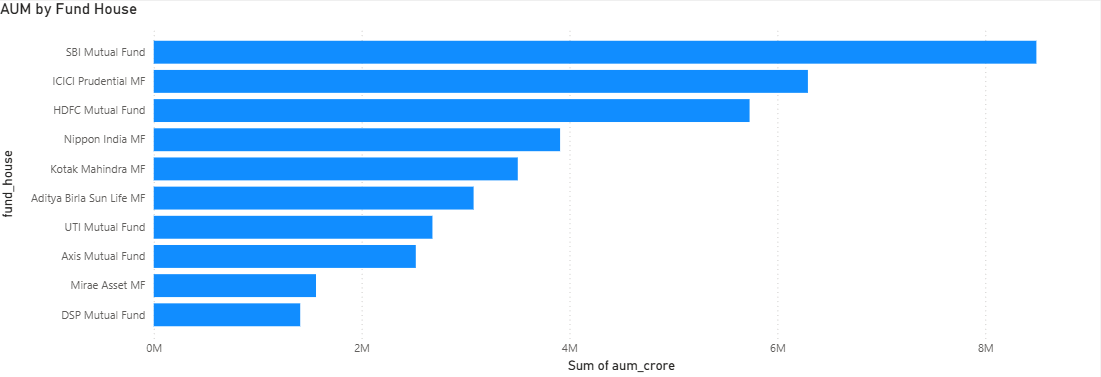 AUM by Fund House
fund_house
SBI Mutual Fund
ICICI Prudential MF
HDFC Mutual Fund
Nippon India MF
Kotak Mahindra MF
Aditya Birla Sun Life MF
UTI Mutual Fund
Axis Mutual Fund
Mirae Asset MF
DSP Mutual Fund
0M 2M 4M 6M 8M
Sum of aum_crore